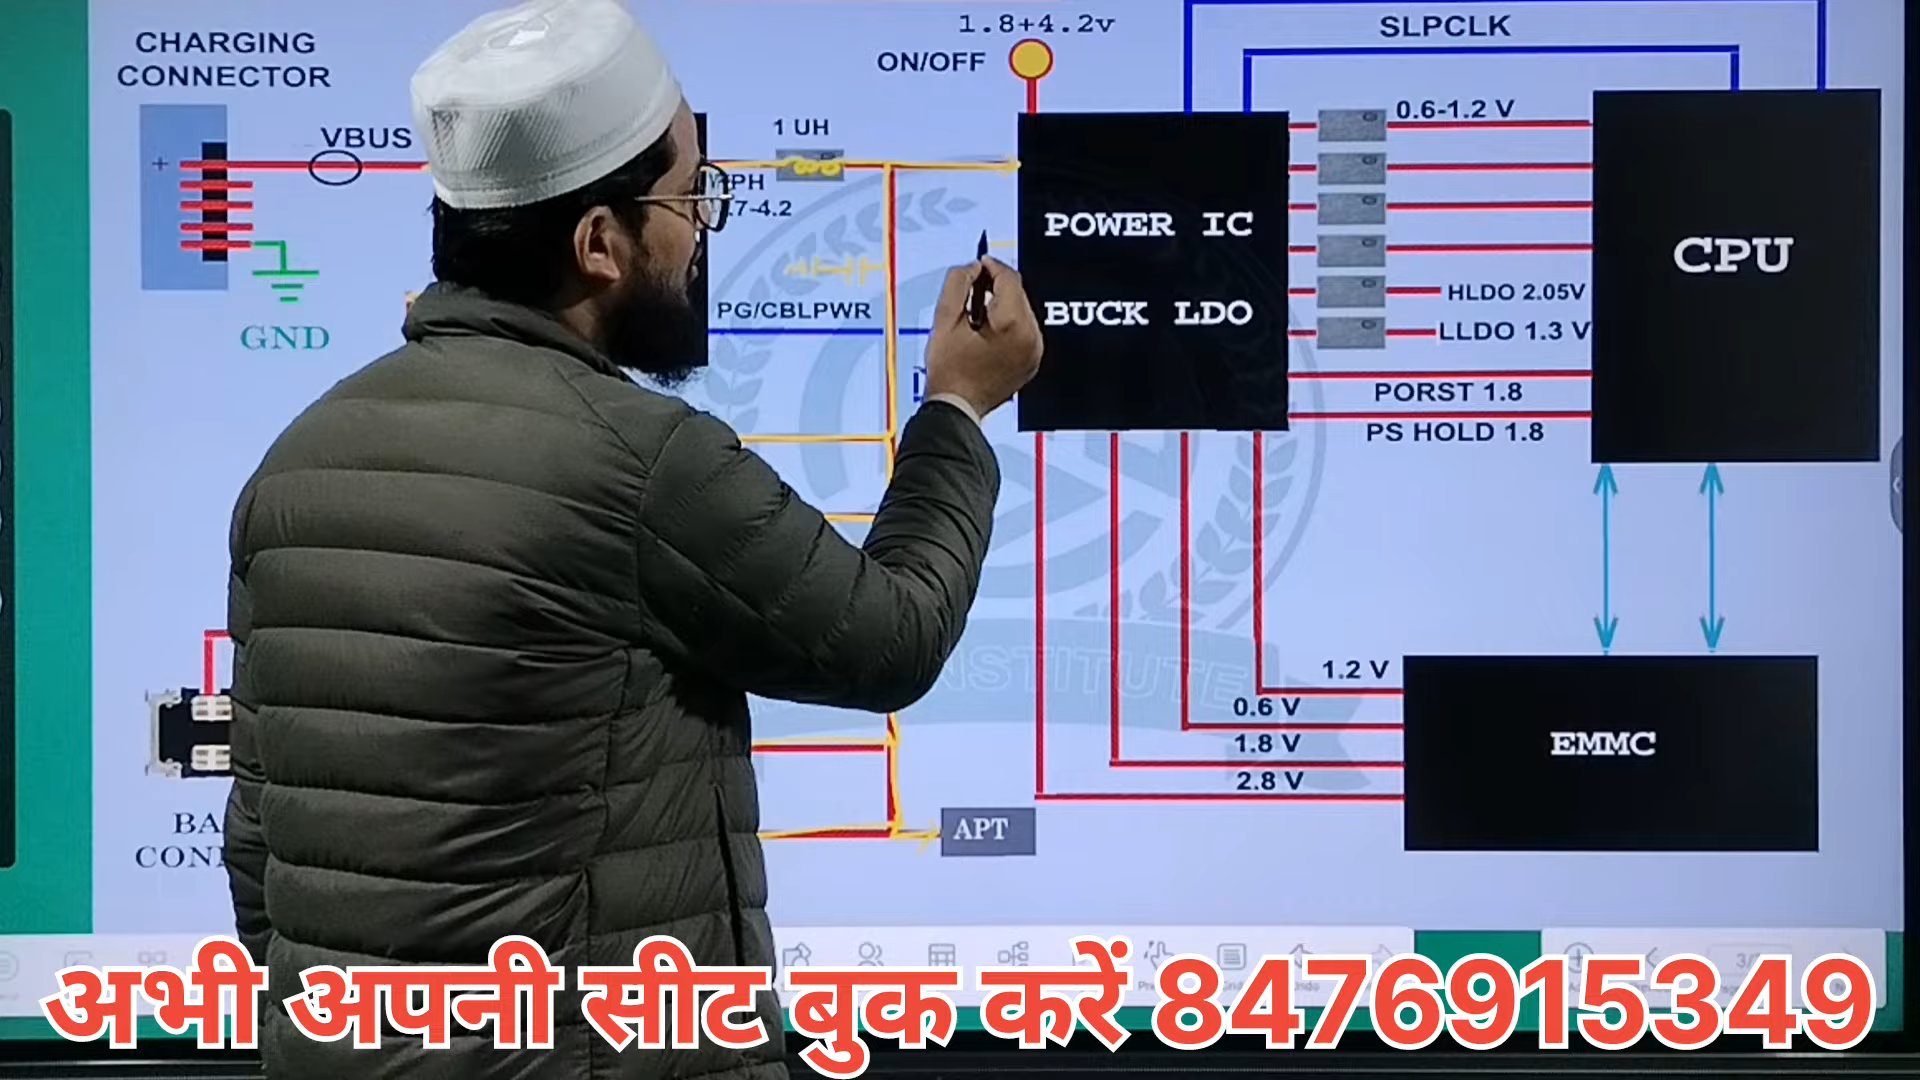 1.8+4.2v
SLPCLK
CHARGING
CONNECTOR
ON/OFF
0.6-1.2 V
1 UH
VBUS
+
PH
.7-4.2
POWER IC
CPU
HLDO 2.05V
PG/CBLPWR
BUCK LDO
GND
LLDO 1.3 V
PORST 1.8
PS HOLD 1.8
INSTITUTE
1.2 V
0.6 V
1.8 V
EMMC
2.8 V
BA
APT
CON
अभी अपनी सीट बुक करें 8476915349